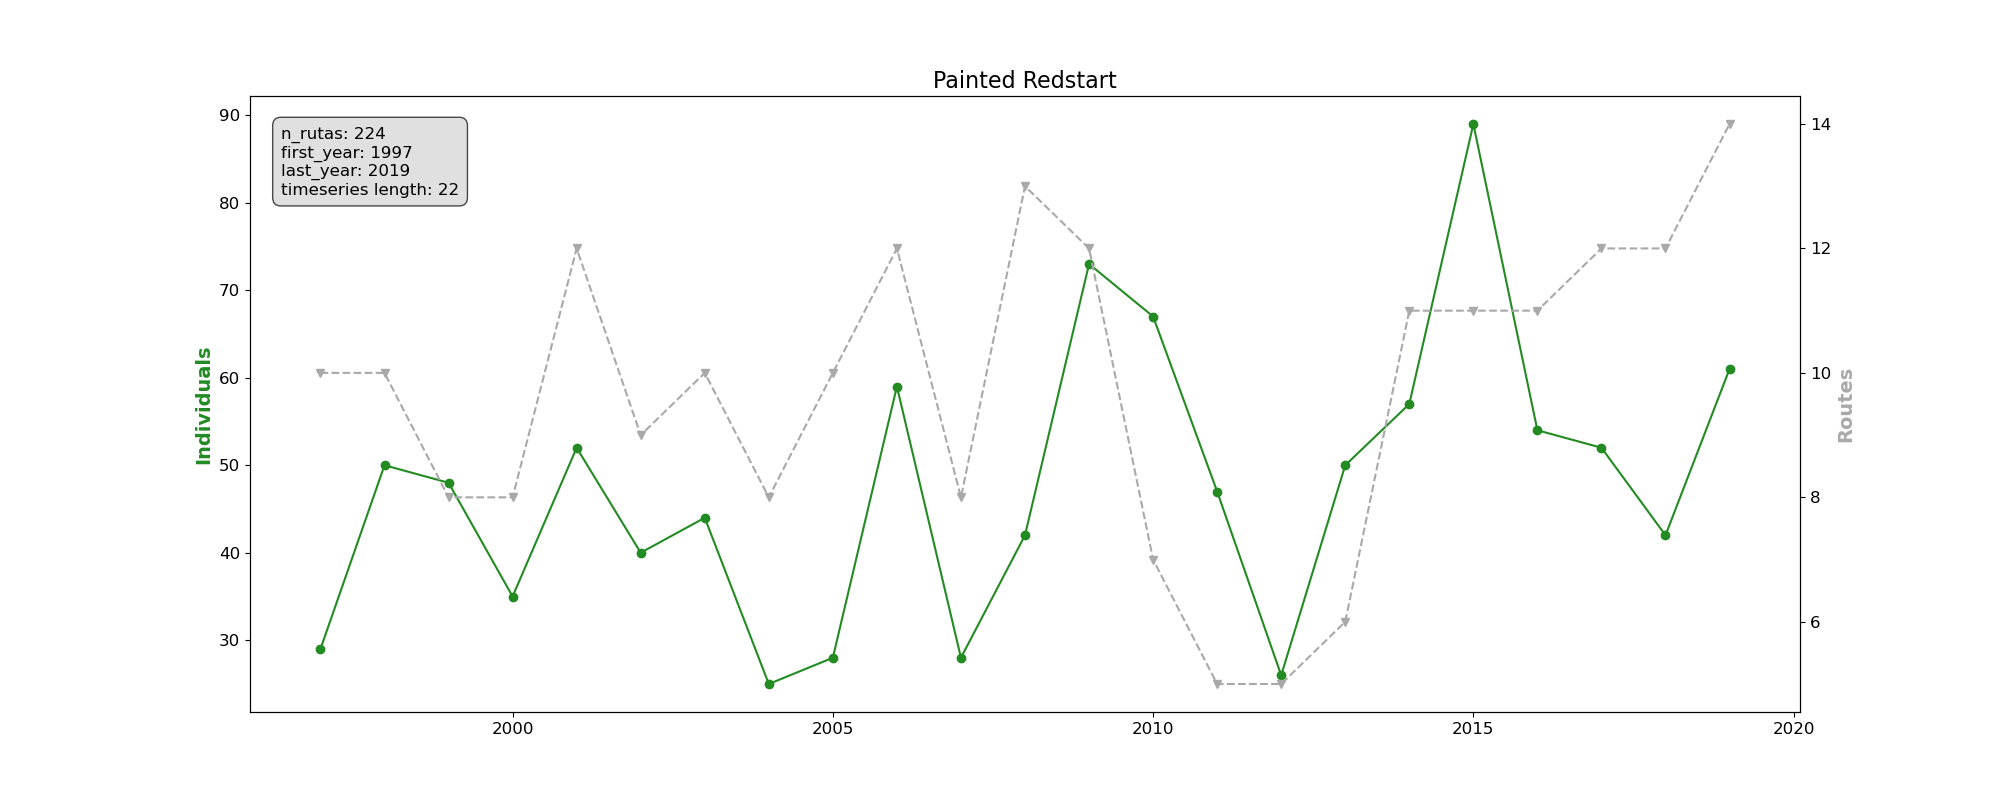 Painted Redstart
n_rutas: 224
first_year: 1997
last_year: 2019
timeseries length: 22
90
80
70
60
50
40
30
Individuals
14
12
10
8
6
Routes
2000
2005
2010
2015
2020